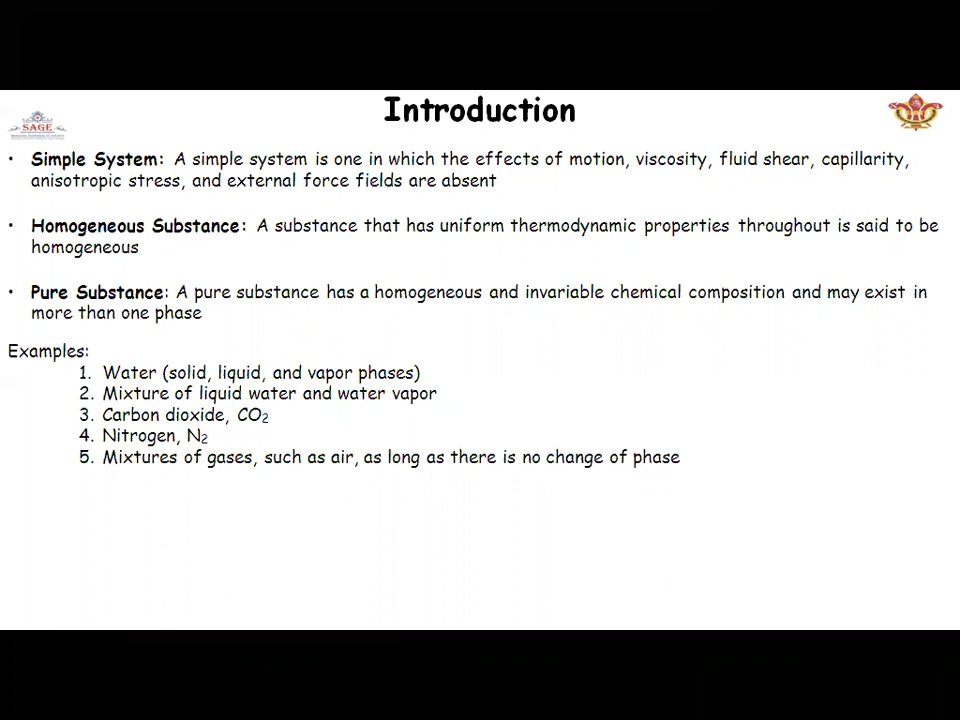 Introduction
SAGE
• Simple System: A simple system is one in which the effects of motion, viscosity, fluid shear, capillarity,
anisotropic stress, and external force fields are absent
• Homogeneous Substance: A substance that has uniform thermodynamic properties throughout is said to be
homogeneous
• Pure Substance: A pure substance has a homogeneous and invariable chemical composition and may exist in
more than one phase
Examples:
1. Water (solid, liquid, and vapor phases)
2. Mixture of liquid water and water vapor
3. Carbon dioxide, CO₂
4. Nitrogen, N₂
5. Mixtures of gases, such as air, as long as there is no change of phase